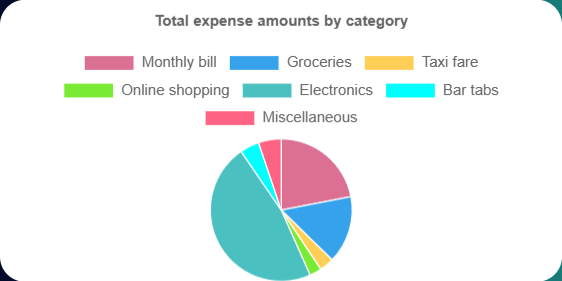 Total expense amounts by category
Monthly bill Groceries Taxi fare
Online shopping Electronics Bar tabs
Miscellaneous